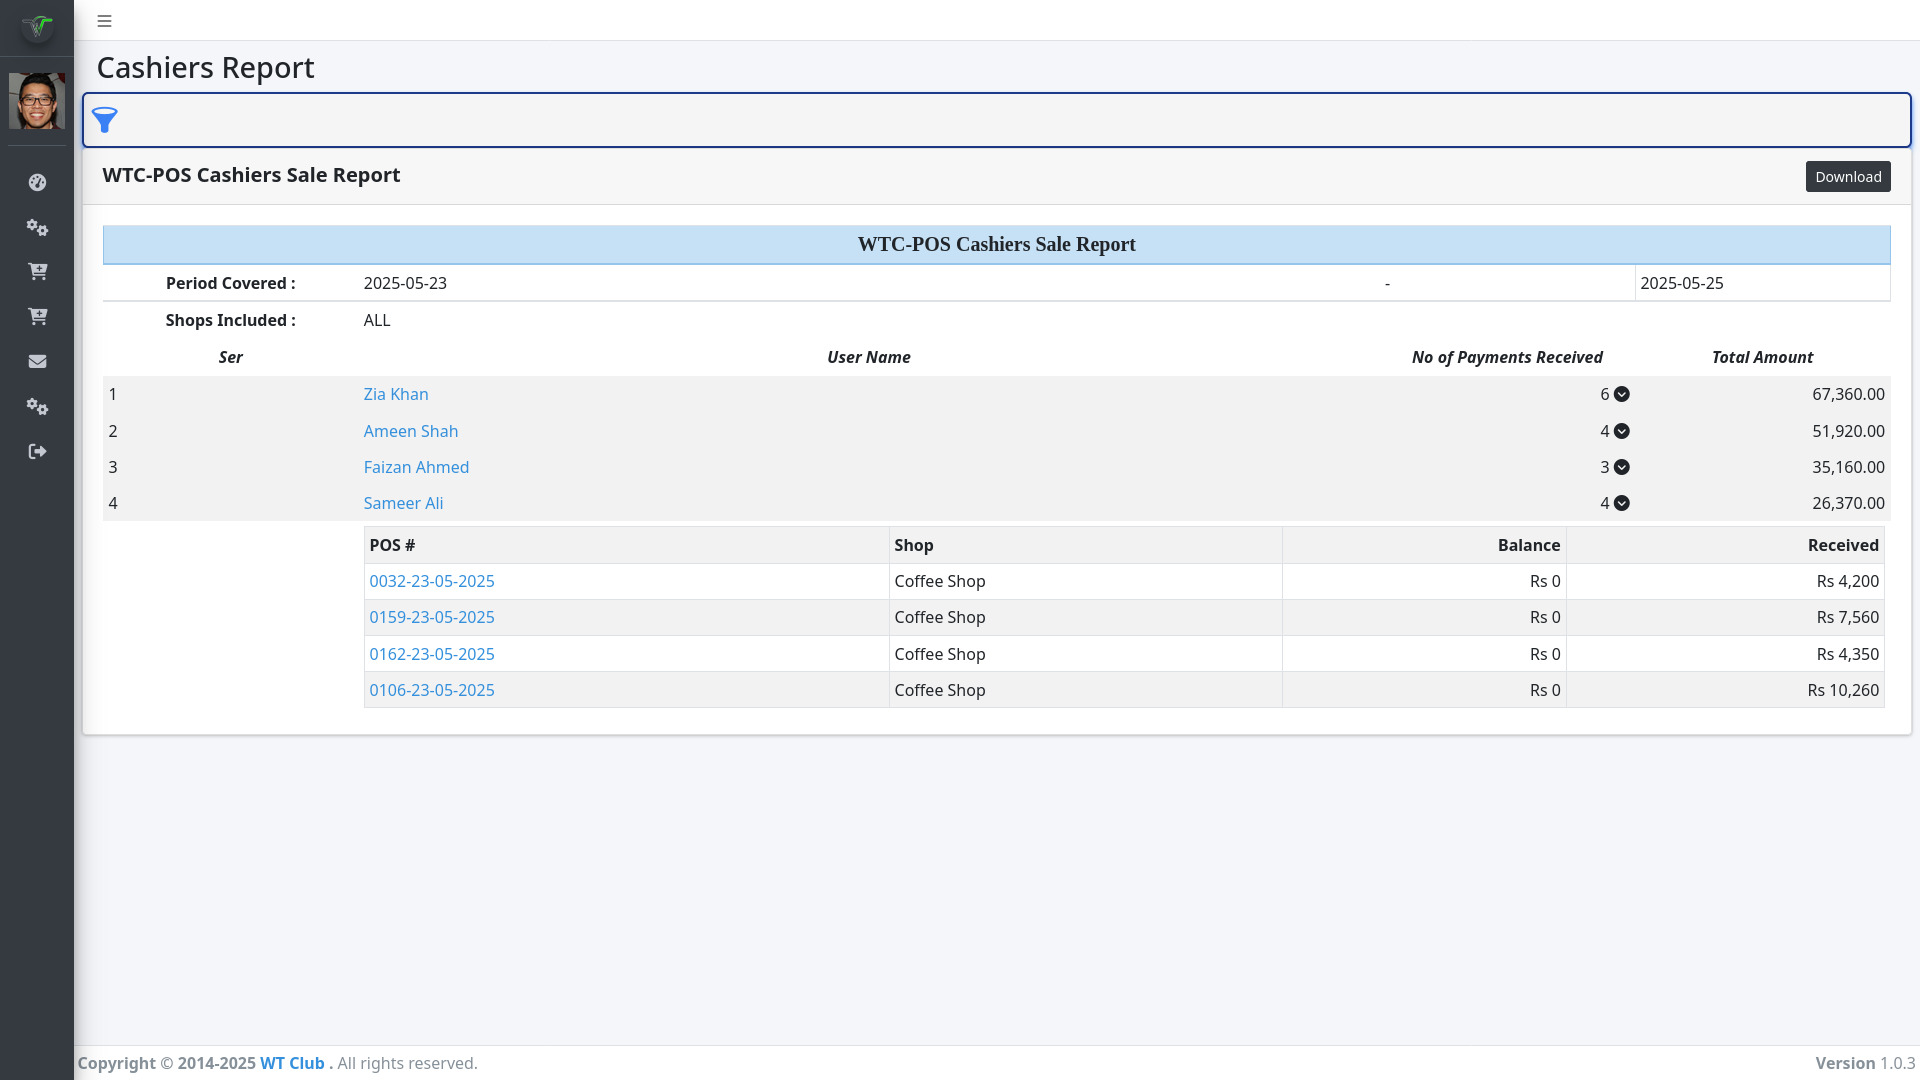 Cashiers Report
WTC-POS Cashiers Sale Report
Download
WTC-POS Cashiers Sale Report
Period Covered : 2025-05-23 - 2025-05-25
Shops Included : ALL
Ser User Name No of Payments Received Total Amount
1 Zia Khan 6 67,360.00
2 Ameen Shah 4 51,920.00
3 Faizan Ahmed 3 35,160.00
4 Sameer Ali 4 26,370.00
POS # Shop Balance Received
0032-23-05-2025 Coffee Shop Rs 0 Rs 4,200
0159-23-05-2025 Coffee Shop Rs 0 Rs 7,560
0162-23-05-2025 Coffee Shop Rs 0 Rs 4,350
0106-23-05-2025 Coffee Shop Rs 0 Rs 10,260
Copyright © 2014-2025 WT Club . All rights reserved. Version 1.0.3